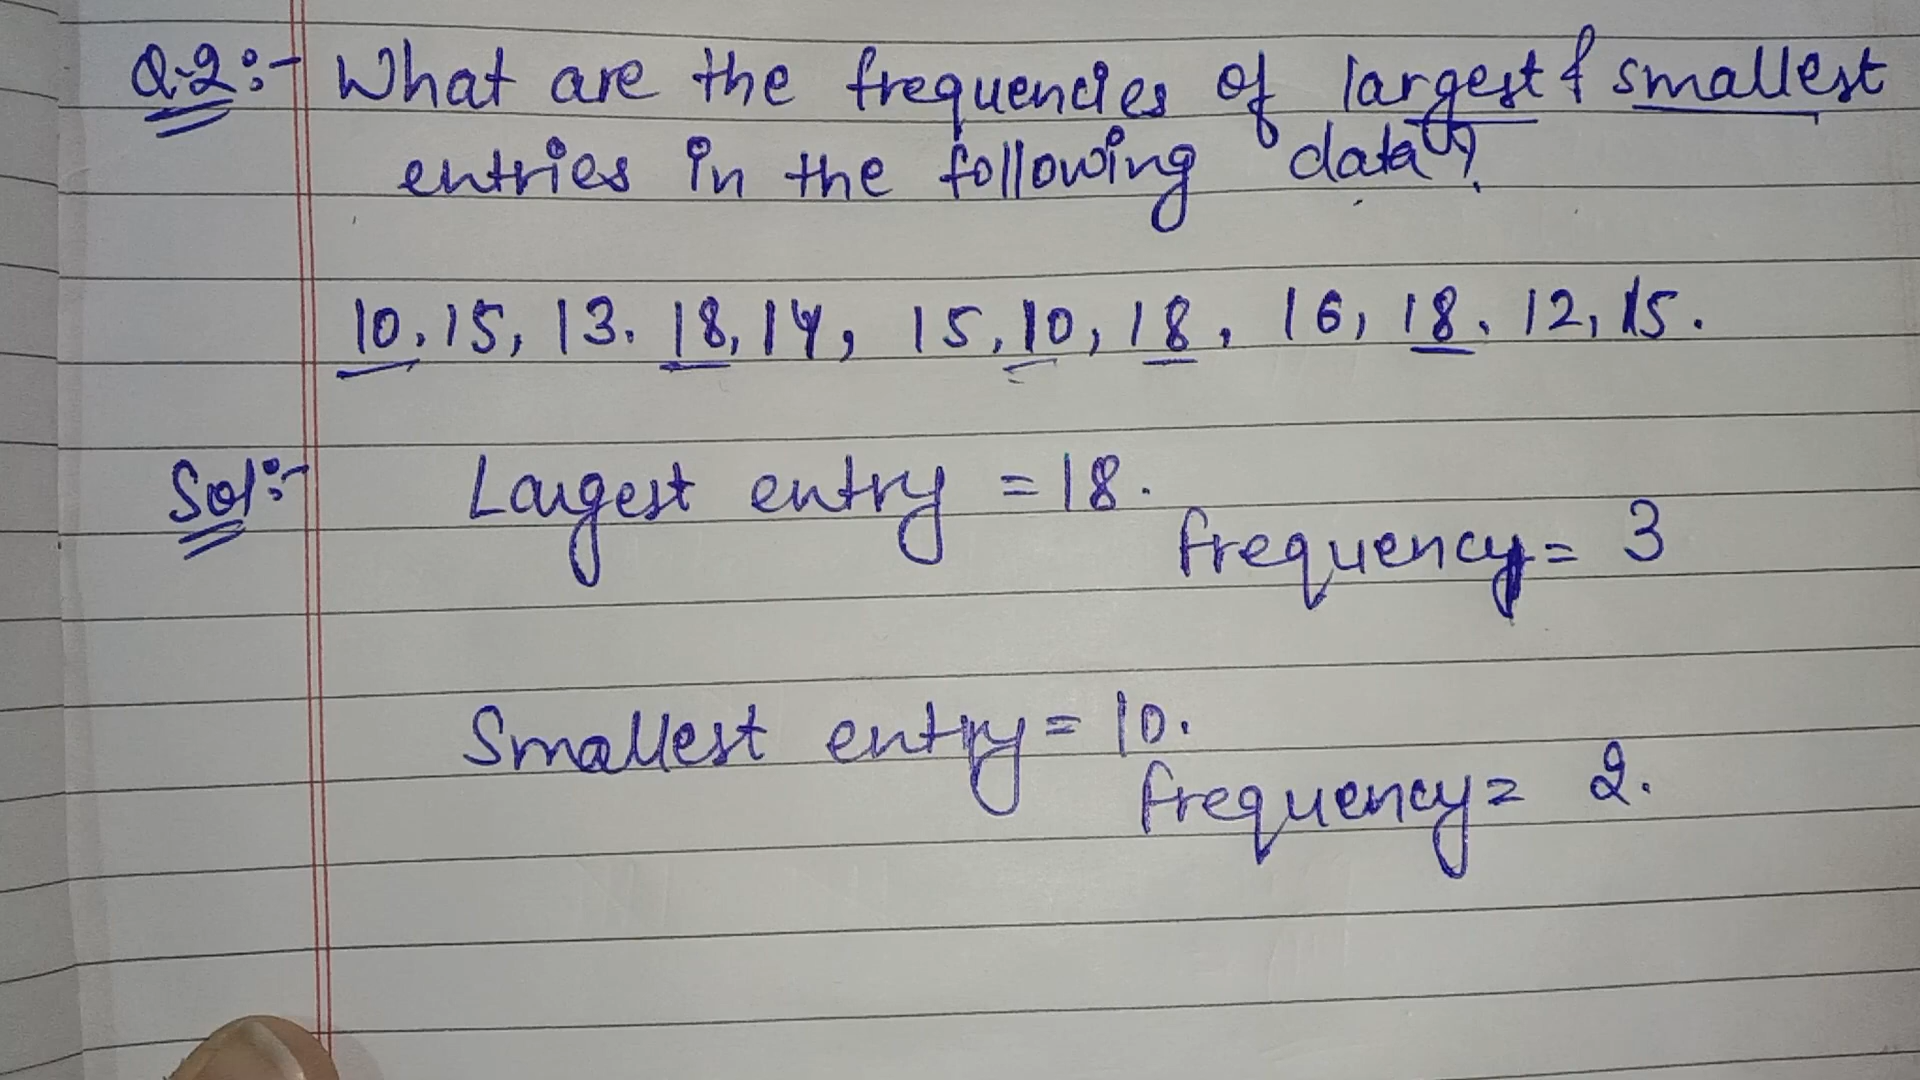 Q.2:- What are the frequencies of largest & smallest
entries in the following data?
10, 15, 13. 18, 14, 15, 10, 18, 16, 18, 12, 15.
Sol:- Largest entry = 18.
frequency = 3
Smallest entry = 10.
frequency = 2.